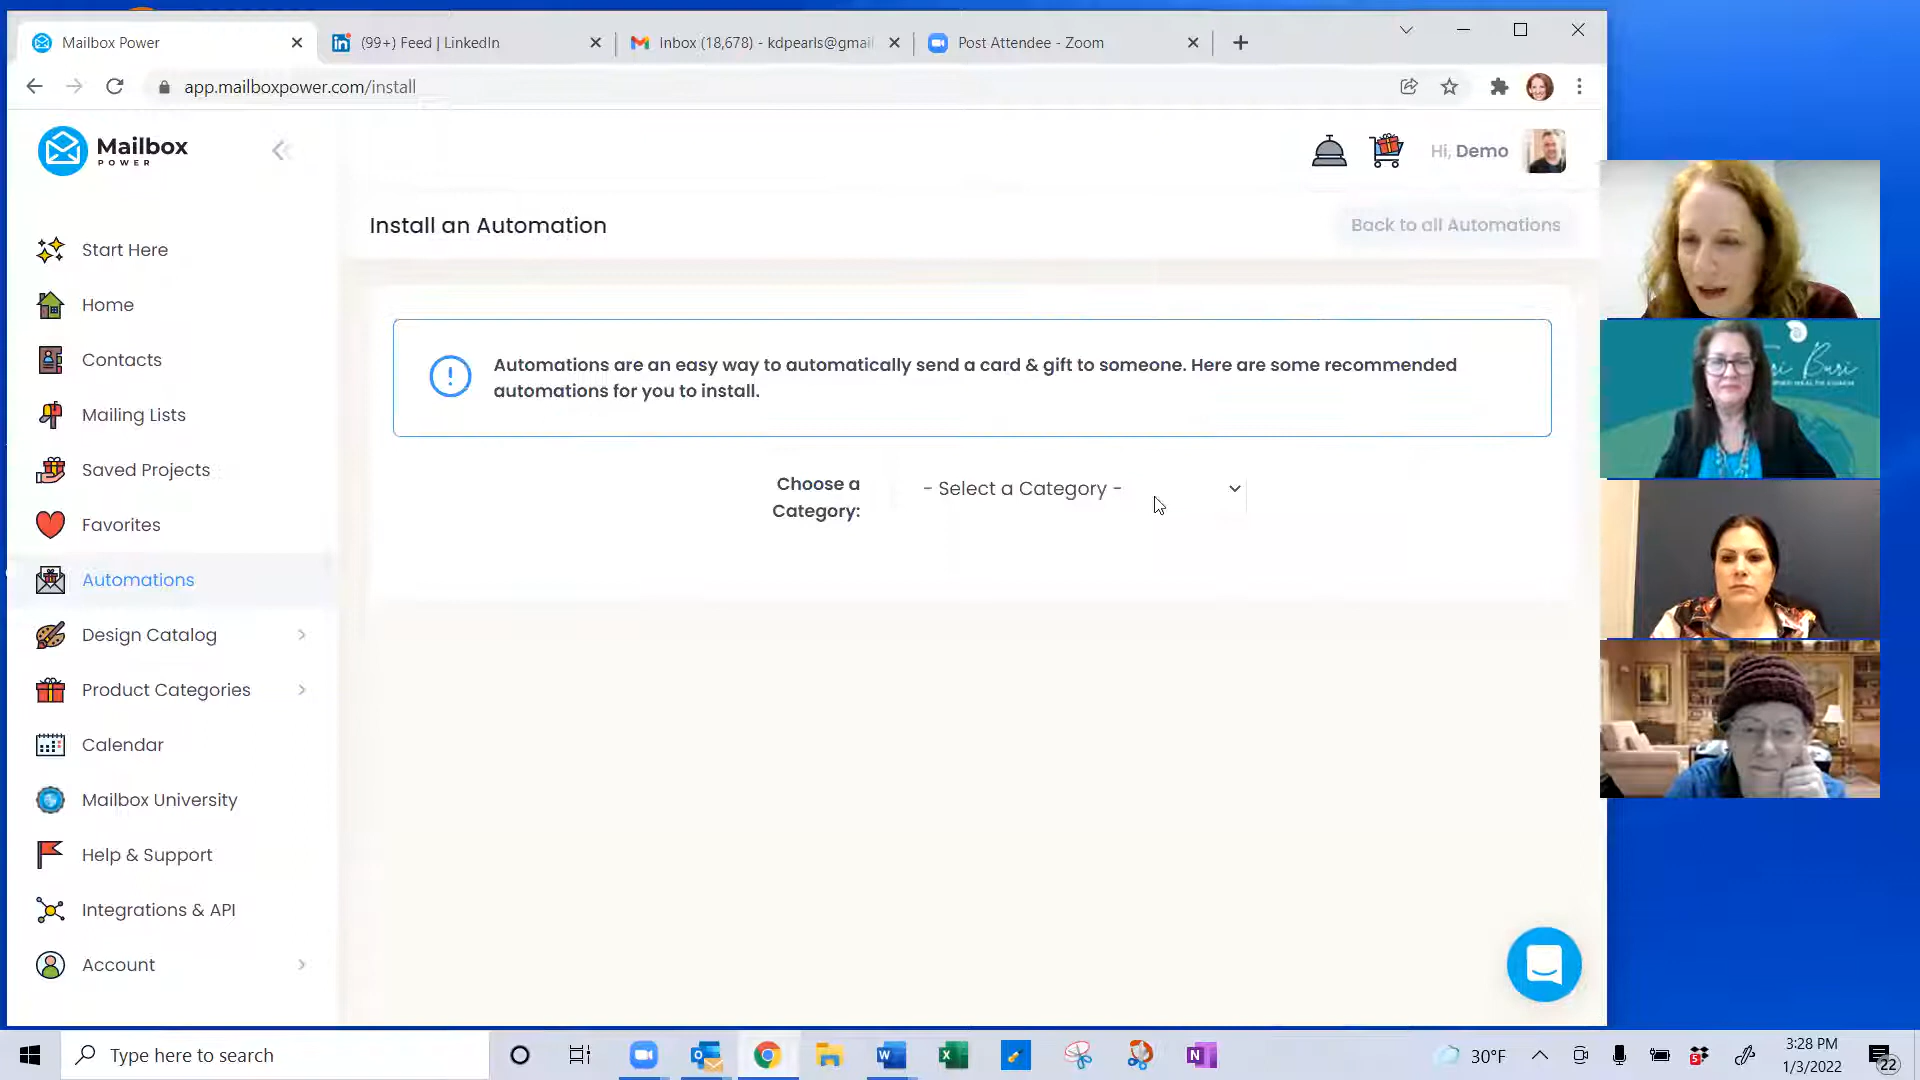 Mailbox Power
(99+) Feed | LinkedIn
Inbox (18,678) - kdpearls@gmail
Post Attendee - Zoom
app.mailboxpower.com/install
Mailbox
POWER
Hi, Demo
Install an Automation
Back to all Automations
Start Here
Home
Contacts
Mailing Lists
Saved Projects
Favorites
Automations
Design Catalog
Product Categories
Calendar
Mailbox University
Help & Support
Integrations & API
Account
Automations are an easy way to automatically send a card & gift to someone. Here are some recommended
automations for you to install.
Choose a
Category:
- Select a Category -
Type here to search
30°F
3:28 PM
1/3/2022
22